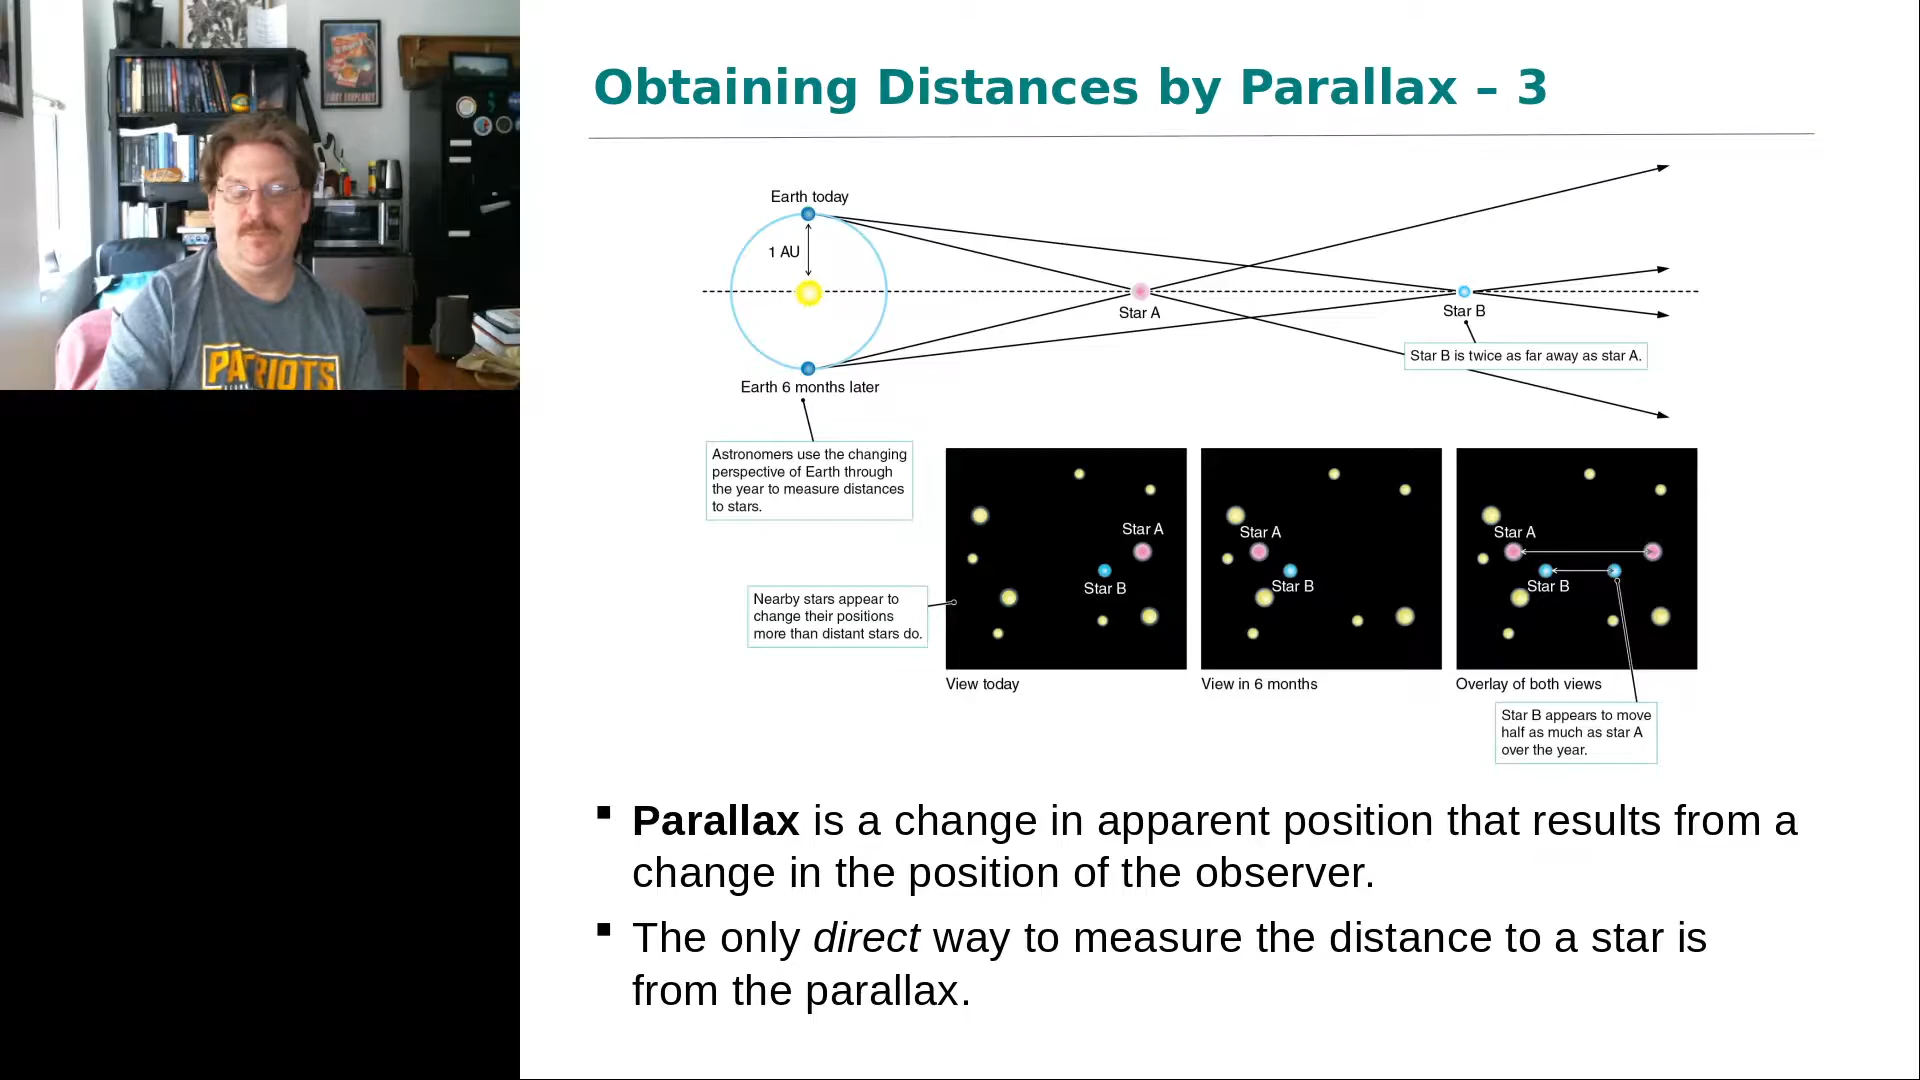 Obtaining Distances by Parallax – 3
Earth today
1 AU
Star A
Star B
Star B is twice as far away as star A.
Earth 6 months later
Astronomers use the changing
perspective of Earth through
the year to measure distances
to stars.
Star A
Star B
Star A
Star B
Star A
Star B
Nearby stars appear to
change their positions
more than distant stars do.
View today
View in 6 months
Overlay of both views
Star B appears to move
half as much as star A
over the year.
▪ Parallax is a change in apparent position that results from a
change in the position of the observer.
▪ The only direct way to measure the distance to a star is
from the parallax.
PATRIOTS